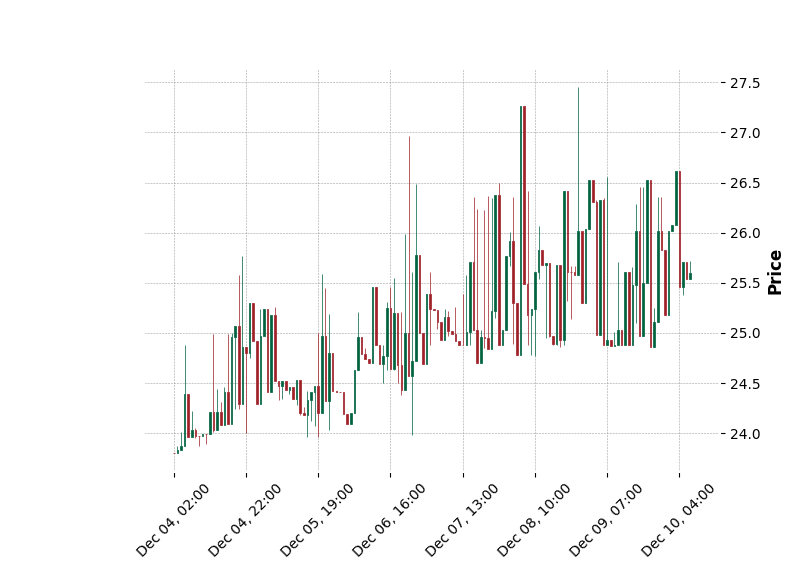 27.5
27.0
26.5
26.0
25.5
25.0
24.5
24.0
Price
Dec 04, 02:00
Dec 04, 22:00
Dec 05, 19:00
Dec 06, 16:00
Dec 07, 13:00
Dec 08, 10:00
Dec 09, 07:00
Dec 10, 04:00